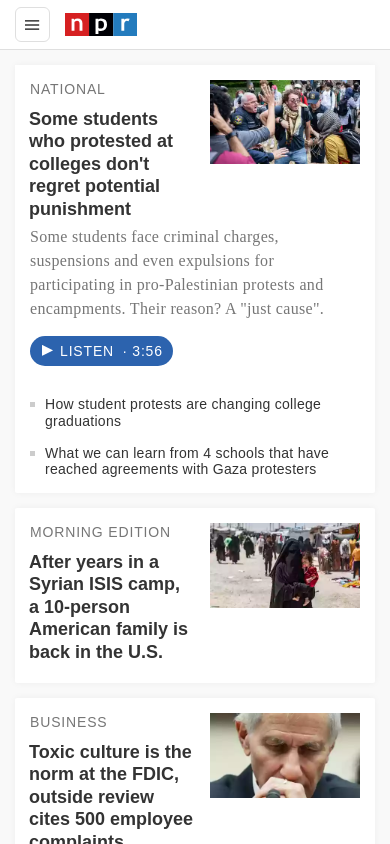 npr
NATIONAL
Some students
who protested at
colleges don't
regret potential
punishment
Some students face criminal charges,
suspensions and even expulsions for
participating in pro-Palestinian protests and
encampments. Their reason? A "just cause".
LISTEN · 3:56
How student protests are changing college
graduations
What we can learn from 4 schools that have
reached agreements with Gaza protesters
MORNING EDITION
After years in a
Syrian ISIS camp,
a 10-person
American family is
back in the U.S.
BUSINESS
Toxic culture is the
norm at the FDIC,
outside review
cites 500 employee
complaints